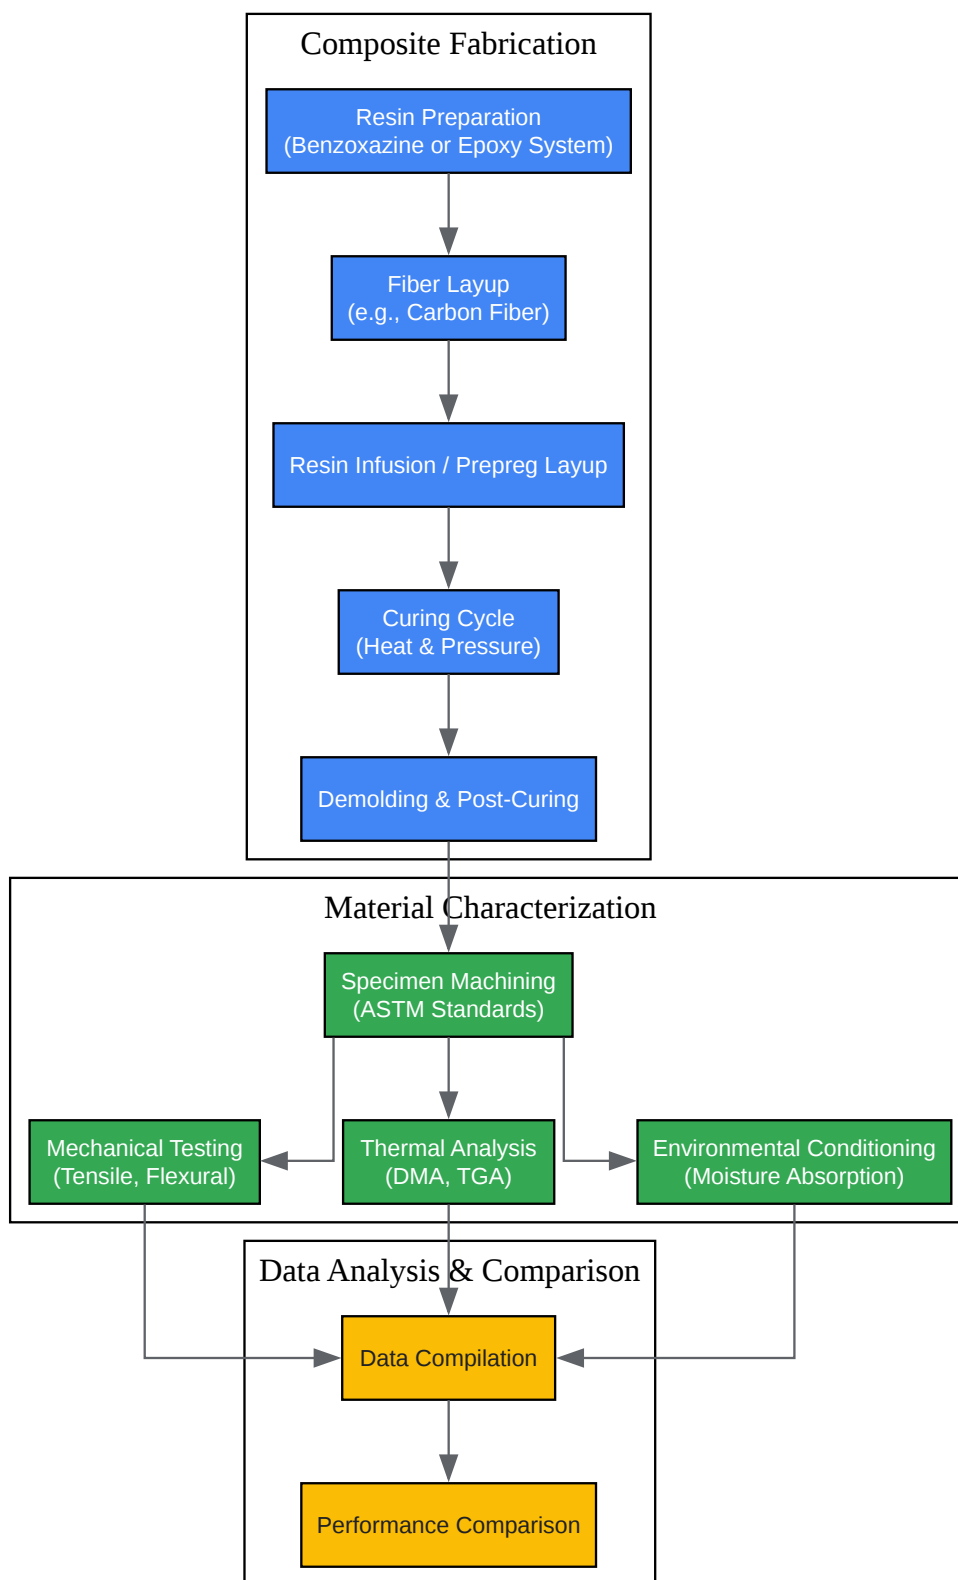 Composite Fabrication
Resin Preparation
(Benzoxazine or Epoxy System)
Fiber Layup
(e.g., Carbon Fiber)
Resin Infusion / Prepreg Layup
Curing Cycle
(Heat & Pressure)
Demolding & Post-Curing
Material Characterization
Specimen Machining
(ASTM Standards)
Mechanical Testing
(Tensile, Flexural)
Thermal Analysis
(DMA, TGA)
Environmental Conditioning
(Moisture Absorption)
Data Analysis & Comparison
Data Compilation
Performance Comparison